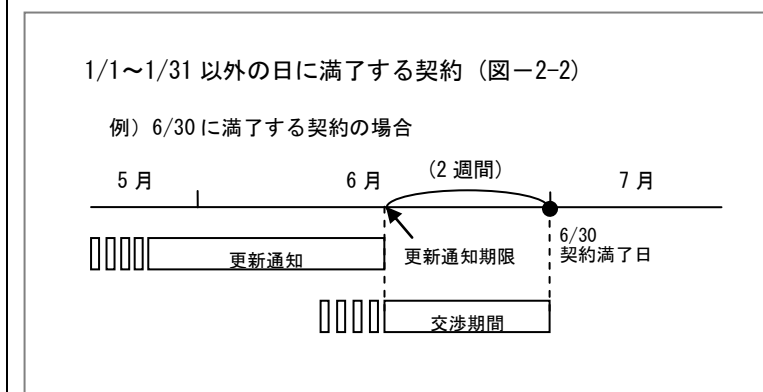 1/1～1/31 以外の日に満了する契約（図－2-2）
例）6/30 に満了する契約の場合
5 月
6 月
（2 週間）
7 月
更新通知
更新通知期限
6/30
契約満了日
交渉期間